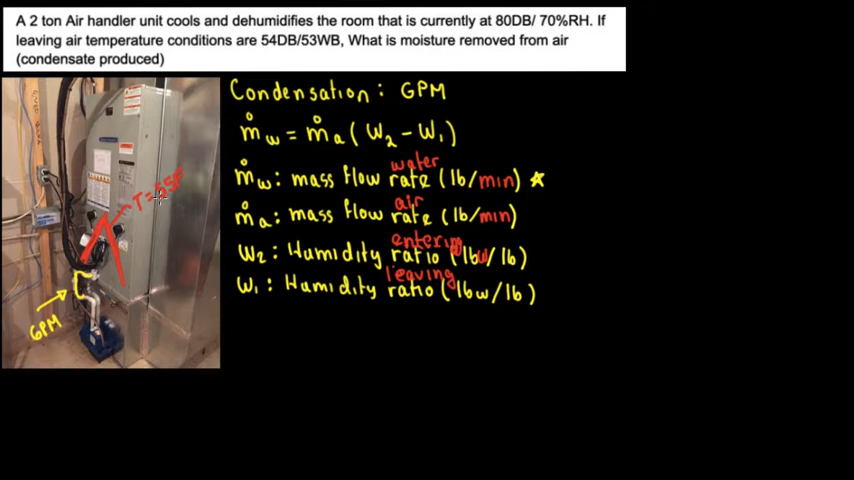 A 2 ton Air handler unit cools and dehumidifies the room that is currently at 80DB/ 70%RH. If
leaving air temperature conditions are 54DB/53WB, What is moisture removed from air
(condensate produced)
Condensation: GPM
ṁw = ṁa (W2 - W1)
water
ṁw: mass flow rate (lb/min) ☆
air
ṁa: mass flow rate (lb/min)
entering
W2: Humidity ratio (lbw/lb)
leaving
W1: Humidity ratio (lbw/lb)
T=55F
GPM